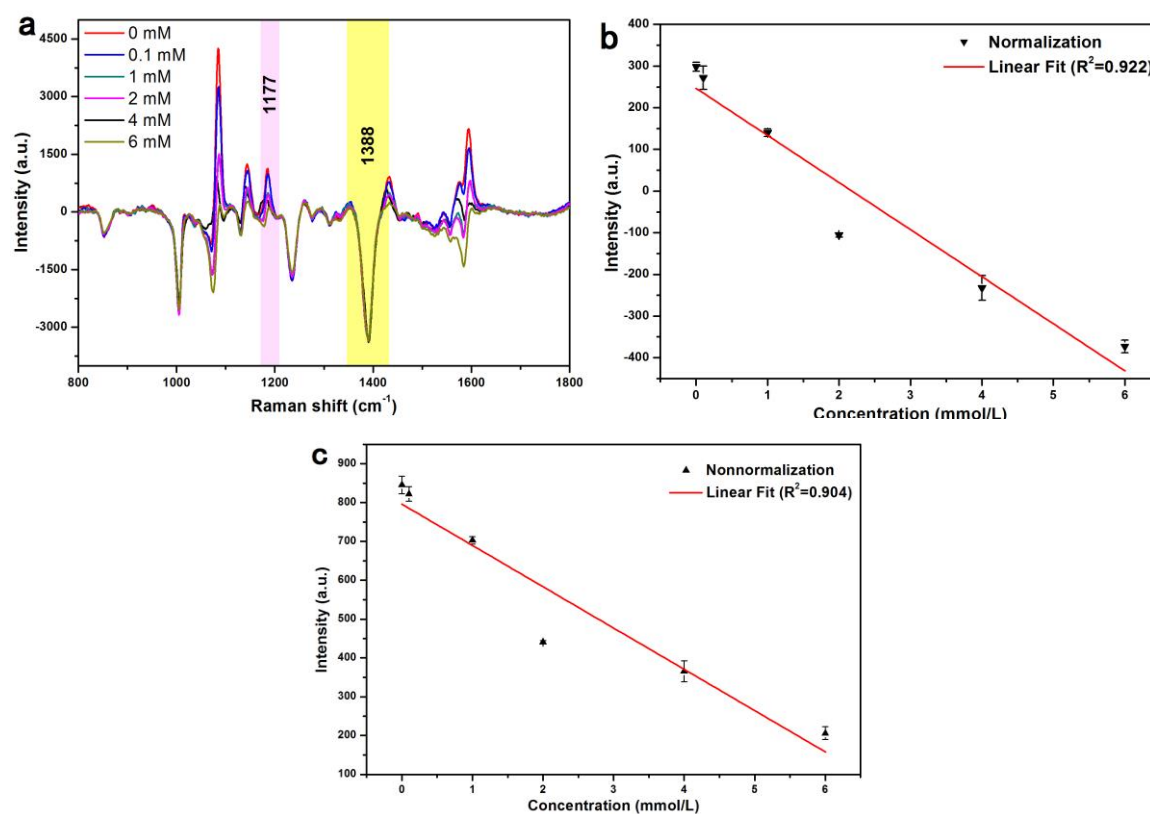 a
0 mM
0.1 mM
1 mM
2 mM
4 mM
6 mM
1177
1388
4500
3000
1500
0
-1500
-3000
Intensity (a.u.)
800 1000 1200 1400 1600 1800
Raman shift (cm⁻¹)
b
Normalization
Linear Fit (R²=0.922)
400
300
200
100
0
-100
-200
-300
-400
Intensity (a.u.)
0 1 2 3 4 5 6
Concentration (mmol/L)
c
Nonnormalization
Linear Fit (R²=0.904)
900
800
700
600
500
400
300
200
100
Intensity (a.u.)
0 1 2 3 4 5 6
Concentration (mmol/L)